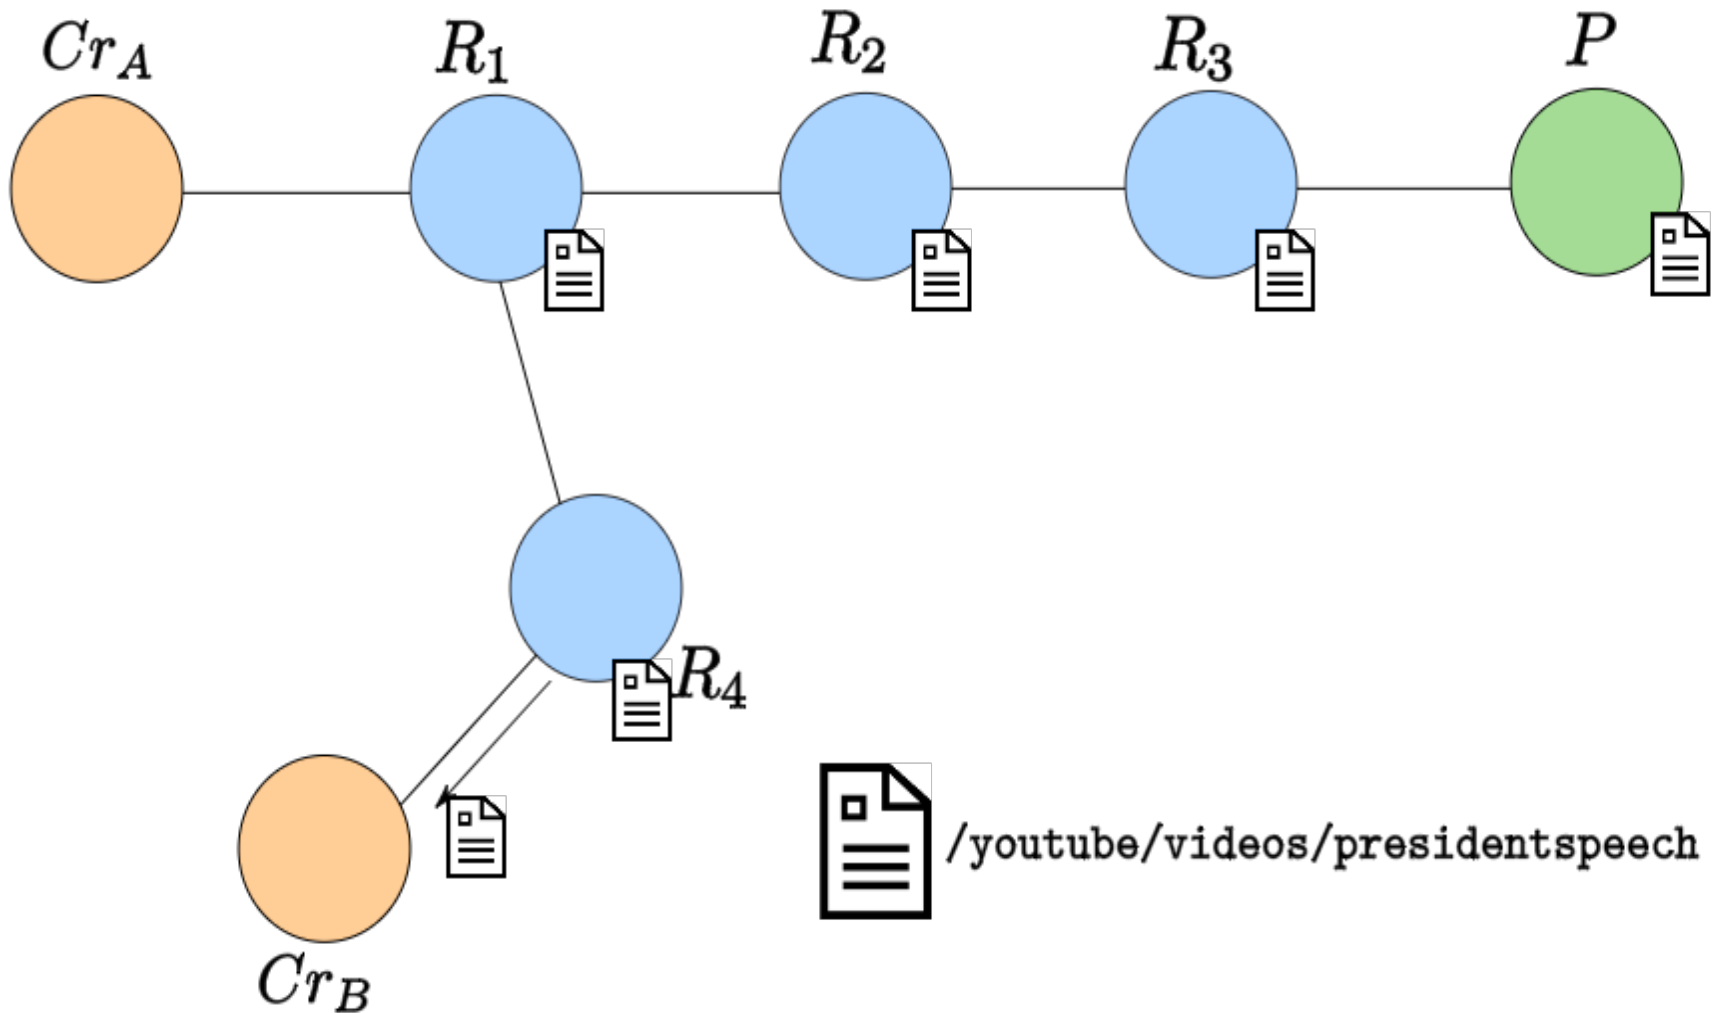 Cr_A
R_1
R_2
R_3
P
R_4
/youtube/videos/presidentspeech
Cr_B